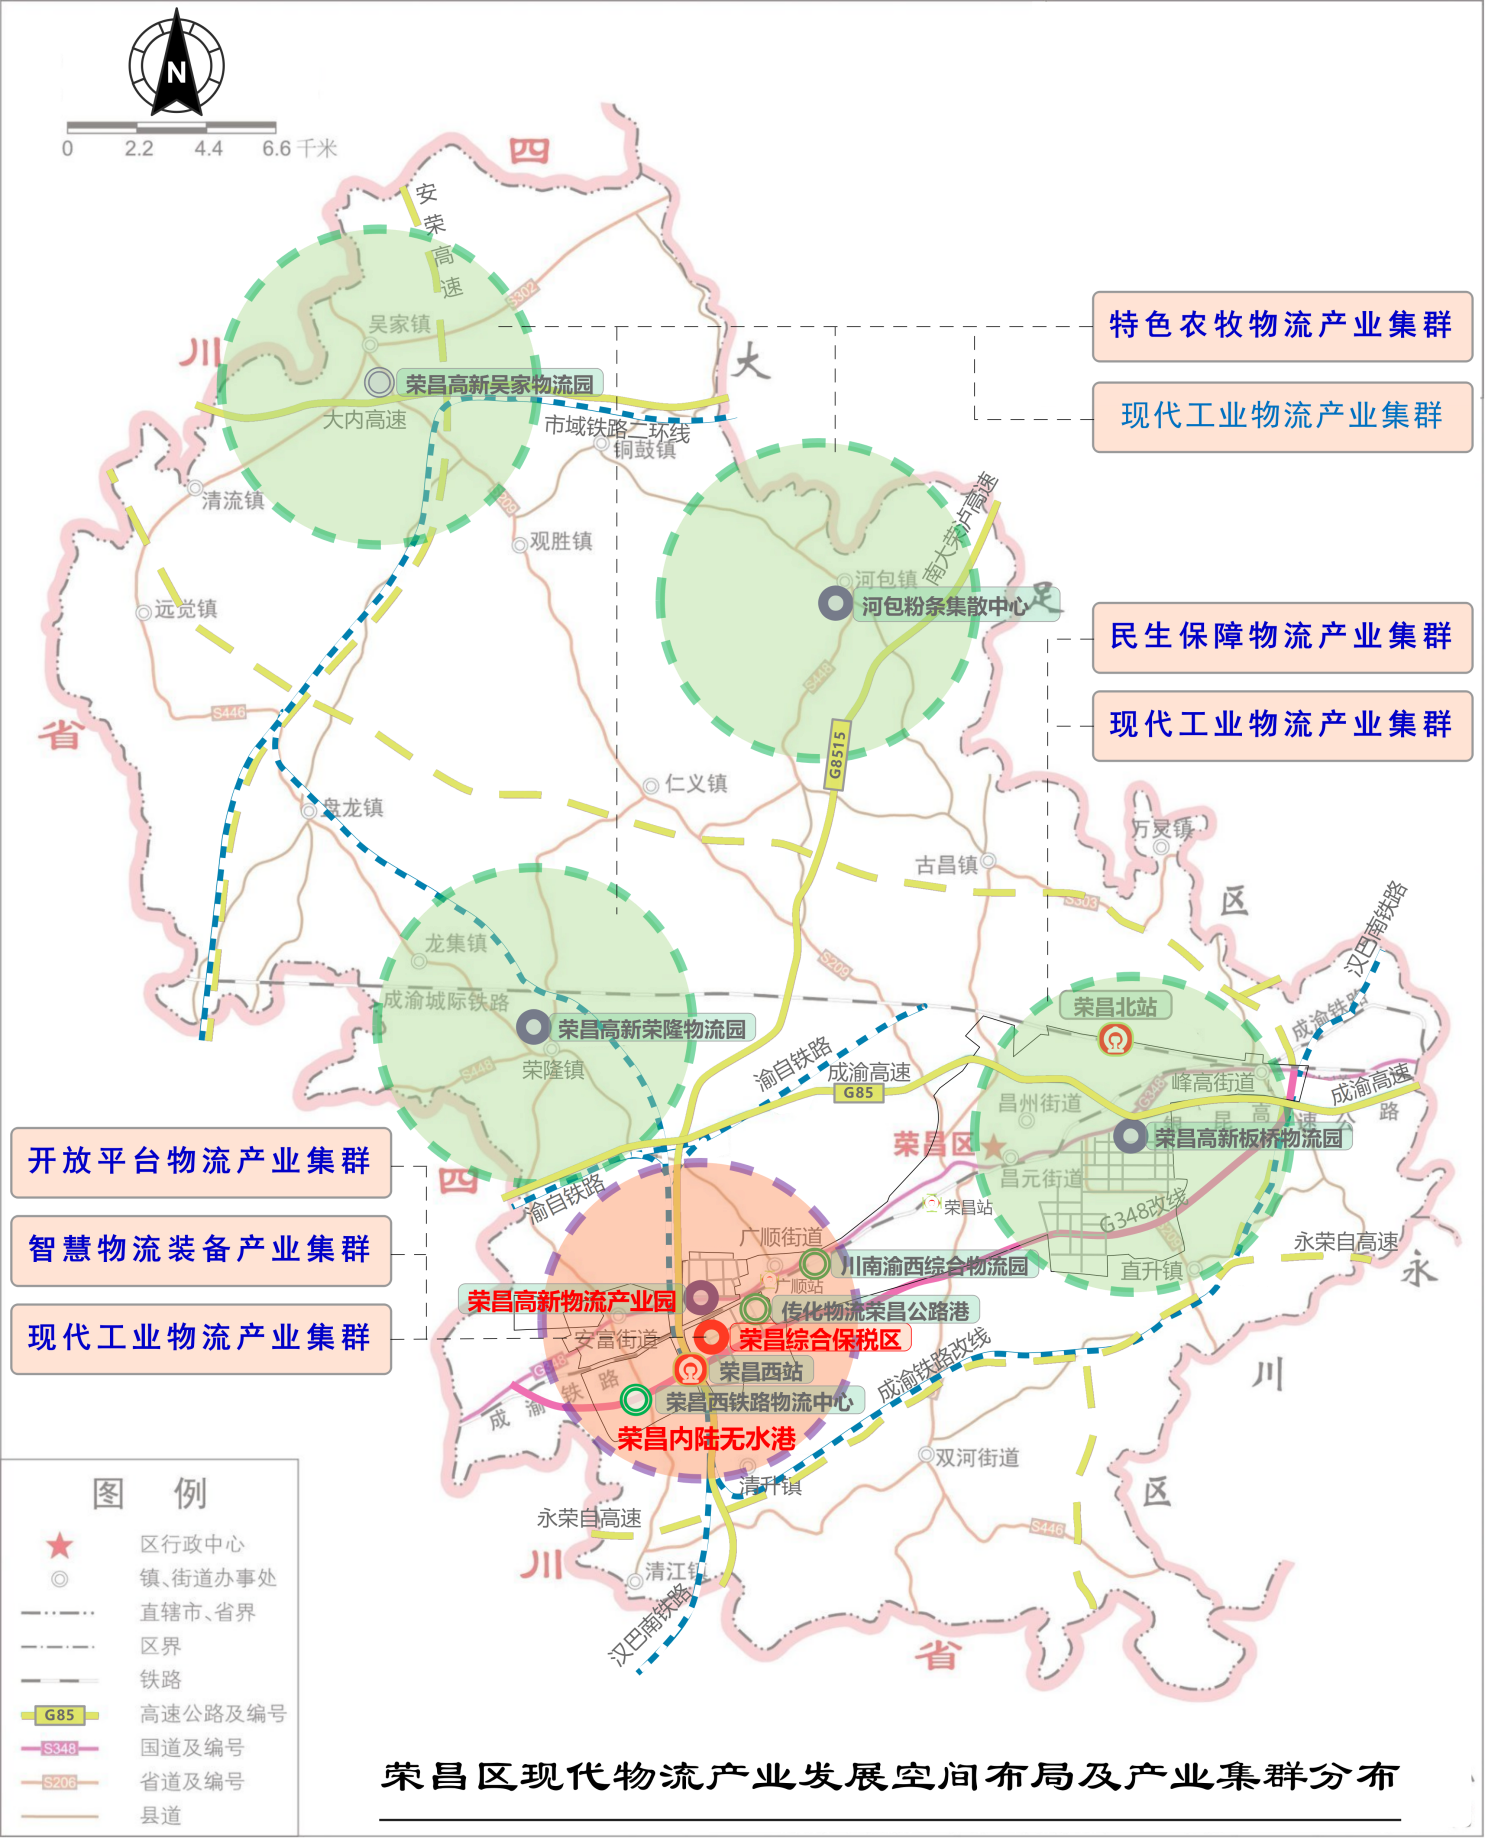 N
0 2.2 4.4 6.6 千米
四
安荣高速
S302
川
吴家镇
荣昌高新吴家物流园
大内高速
市域铁路二环线
铜鼓镇
大
特色农牧物流产业集群
现代工业物流产业集群
清流镇
S209
观胜镇
南大荣泸高速
河包镇
河包粉条集散中心
足
远觉镇
民生保障物流产业集群
现代工业物流产业集群
S448
S446
省
G8515
仁义镇
盘龙镇
万灵镇
古昌镇
S303
区
汉巴南铁路
龙集镇
S209
成渝城际铁路
荣昌北站
成渝铁路
荣昌高新荣隆物流园
渝自铁路
荣隆镇
S448
成渝高速
G85
峰高街道
成渝高速
G348
昌州街道
银昆高速公路
荣昌高新板桥物流园
荣昌区
昌元街道
开放平台物流产业集群
四
渝自铁路
荣昌站
G348改线
智慧物流装备产业集群
广顺街道
川南渝西综合物流园
永荣自高速
直升镇
永
广顺站
荣昌高新物流产业园
传化物流荣昌公路港
现代工业物流产业集群
安富街道
荣昌综合保税区
成渝铁路改线
荣昌西站
川
荣昌西铁路物流中心
成渝铁路
荣昌内陆无水港
双河街道
清升镇
区
永荣自高速
S446
川
清江镇
汉巴南铁路
省
图例
区行政中心
镇、街道办事处
直辖市、省界
区界
铁路
G85 高速公路及编号
S348 国道及编号
S206 省道及编号
县道
荣昌区现代物流产业发展空间布局及产业集群分布